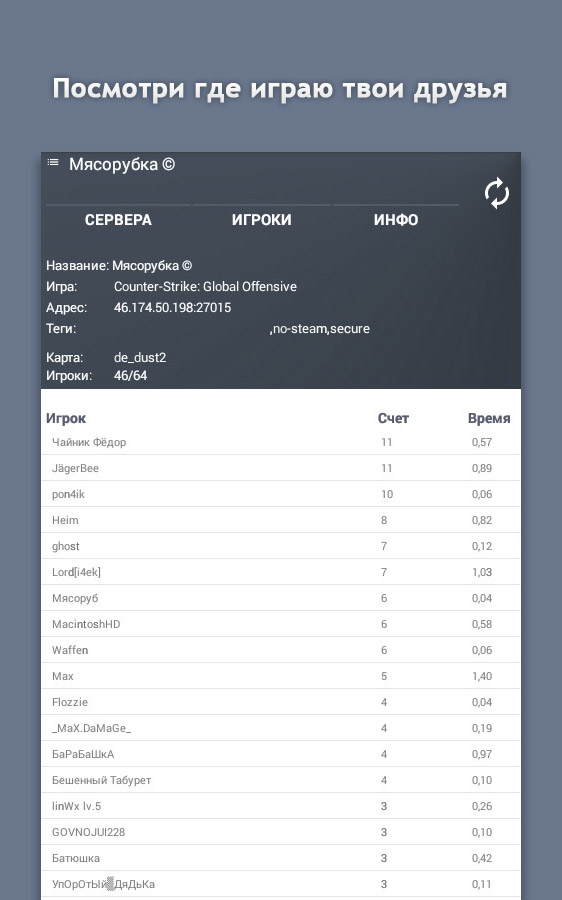 Посмотри где играю твои друзья
Мясорубка ©
СЕРВЕРА ИГРОКИ ИНФО
Название: Мясорубка ©
Игра: Counter-Strike: Global Offensive
Адрес: 46.174.50.198:27015
Теги: ,no-steam,secure
Карта: de_dust2
Игроки: 46/64
Игрок Счет Время
Чайник Фёдор 11 0,57
JägerBee 11 0,89
pon4ik 10 0,06
Heim 8 0,82
ghost 7 0,12
Lord[i4ek] 7 1,03
Мясоруб 6 0,04
MacintoshHD 6 0,58
Waffen 6 0,06
Max 5 1,40
Flozzie 4 0,04
_MaX.DaMaGe_ 4 0,19
БаРаБаШкА 4 0,97
Бешенный Табурет 4 0,10
linWx lv.5 3 0,26
GOVNOJUI228 3 0,10
Батюшка 3 0,42
УпОрОтЫй▒ДяДьКа 3 0,11